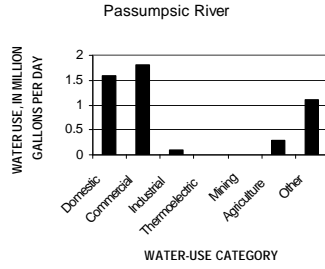 Passumpsic River
WATER USE, IN MILLION
GALLONS PER DAY
2
1.5
1
0.5
0
Domestic
Commercial
Industrial
Thermoelectric
Mining
Agriculture
Other
WATER-USE CATEGORY